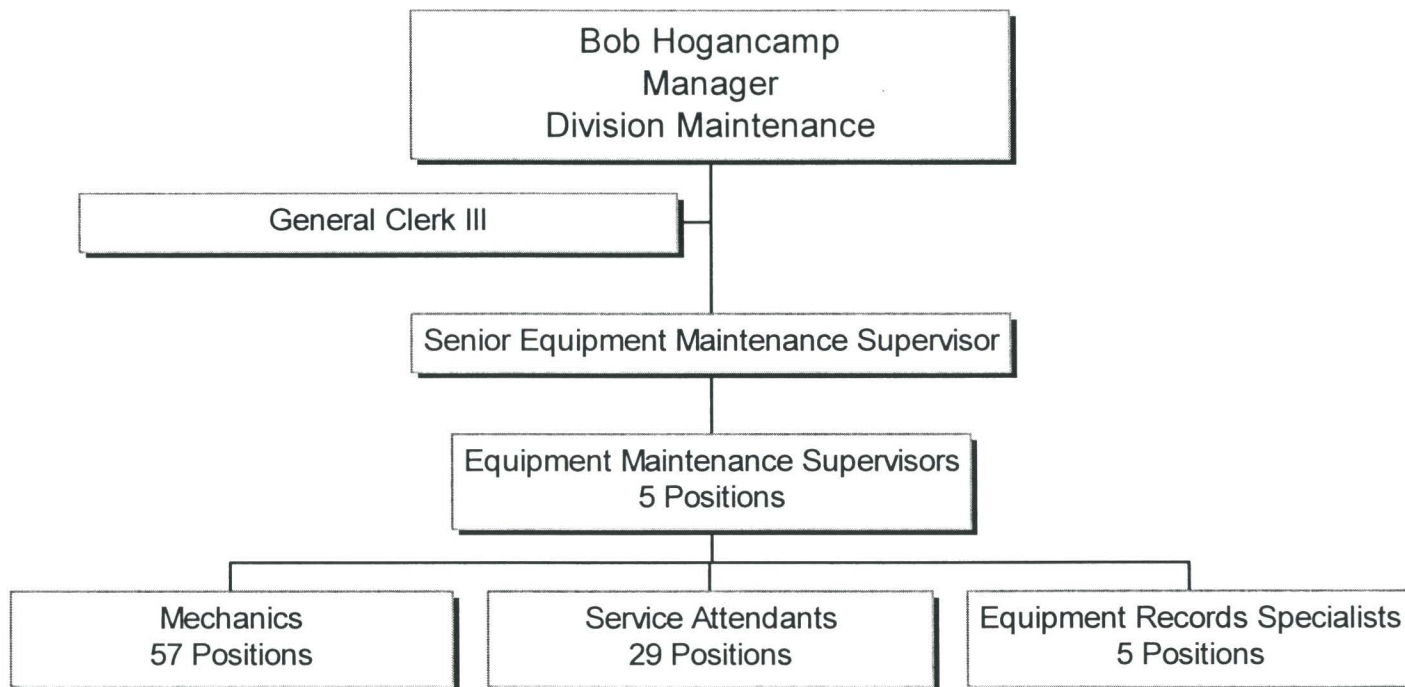 Bob Hogancamp
Manager
Division Maintenance
General Clerk III
Senior Equipment Maintenance Supervisor
Equipment Maintenance Supervisors
5 Positions
Mechanics
57 Positions
Service Attendants
29 Positions
Equipment Records Specialists
5 Positions